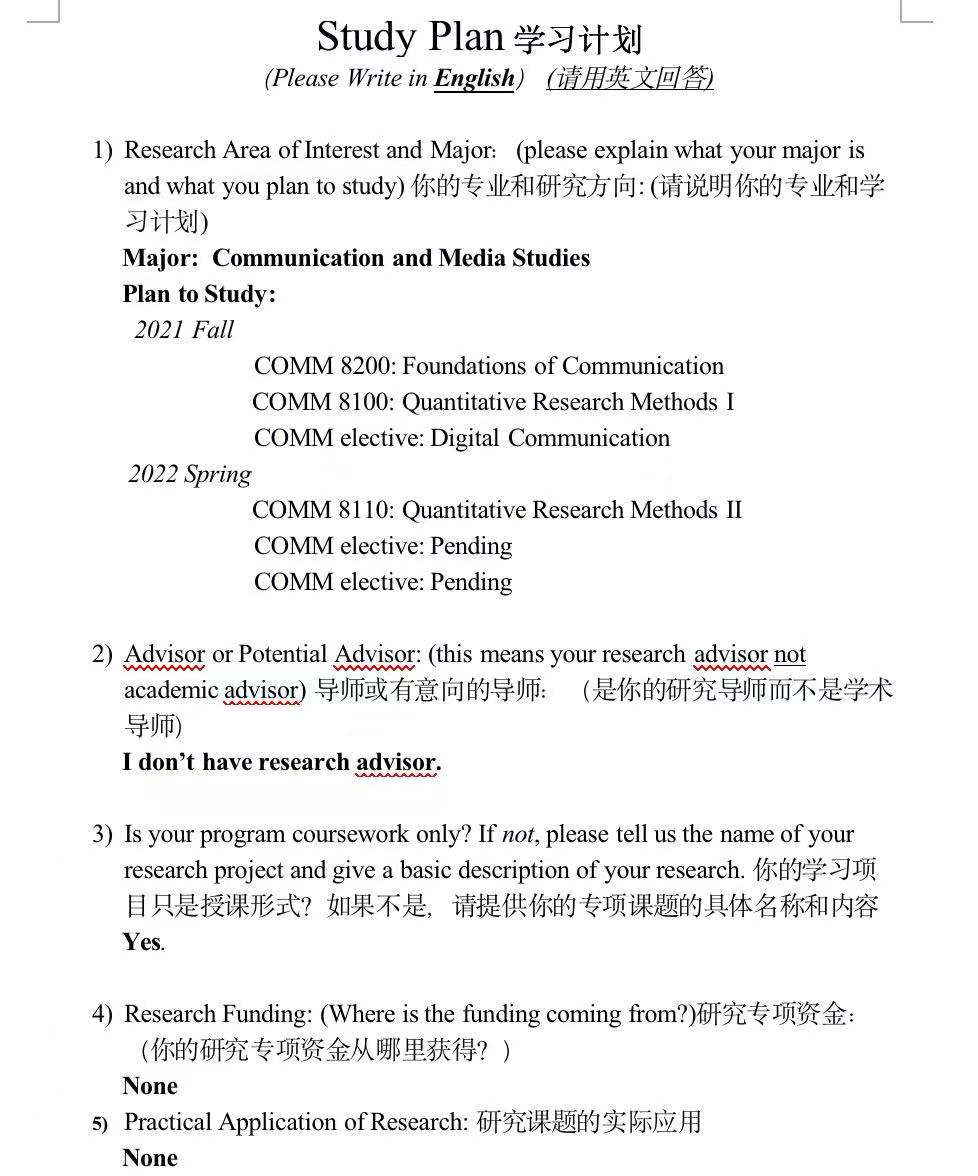 Study Plan 学习计划
(Please Write in English） (请用英文回答)
1) Research Area of Interest and Major： (please explain what your major is
and what you plan to study) 你的专业和研究方向: (请说明你的专业和学
习计划)
Major: Communication and Media Studies
Plan to Study:
2021 Fall
COMM 8200: Foundations of Communication
COMM 8100: Quantitative Research Methods I
COMM elective: Digital Communication
2022 Spring
COMM 8110: Quantitative Research Methods II
COMM elective: Pending
COMM elective: Pending
2) Advisor or Potential Advisor: (this means your research advisor not
academic advisor) 导师或有意向的导师： （是你的研究导师而不是学术
导师)
I don’t have research advisor.
3) Is your program coursework only? If not, please tell us the name of your
research project and give a basic description of your research. 你的学习项
目只是授课形式？如果不是，请提供你的专项课题的具体名称和内容
Yes.
4) Research Funding: (Where is the funding coming from?)研究专项资金：
（你的研究专项资金从哪里获得？）
None
5) Practical Application of Research: 研究课题的实际应用
None